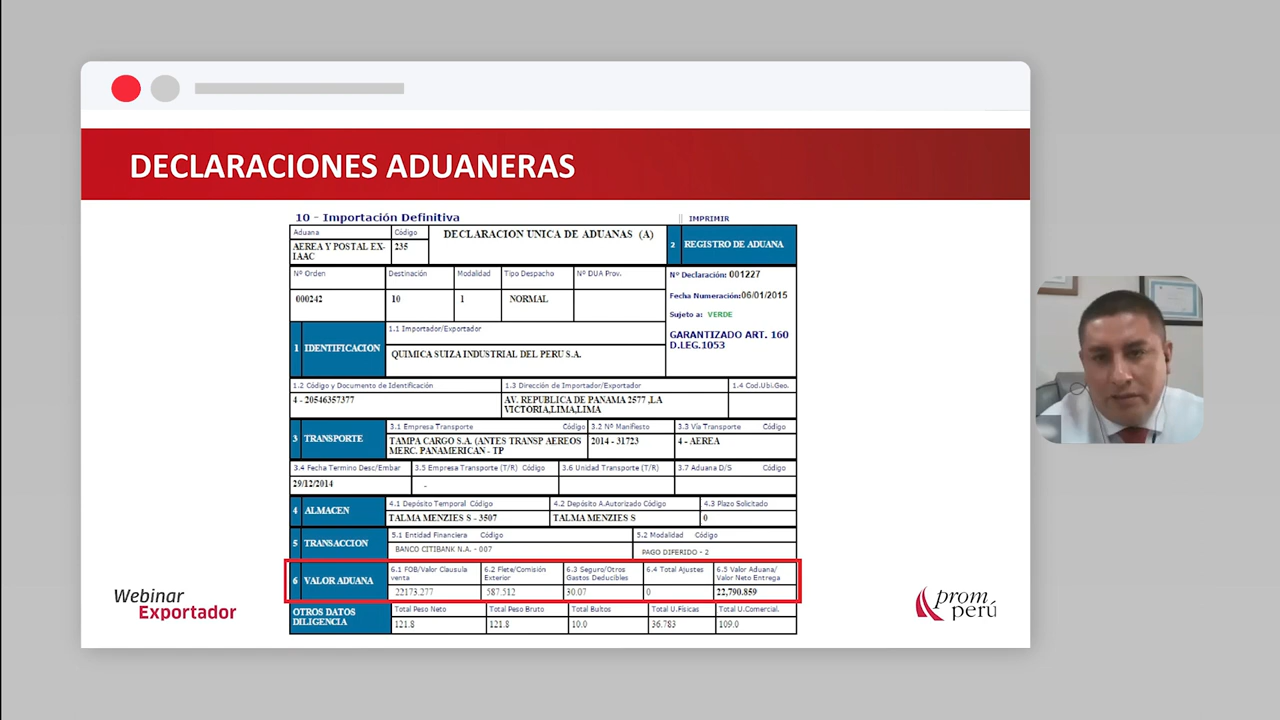 DECLARACIONES ADUANERAS
10 - Importación Definitiva
IMPRIMIR
Aduana
Código
DECLARACION UNICA DE ADUANAS (A)
2 REGISTRO DE ADUANA
AEREA Y POSTAL EX-
IAAC
235
Nº Orden
Destinación
Modalidad
Tipo Despacho
Nº DUA Prov.
Nº Declaración: 001227
000242
10
1
NORMAL
Fecha Numeración:06/01/2015
Sujeto a: VERDE
GARANTIZADO ART. 160
D.LEG.1053
1 IDENTIFICACION
1.1 Importador/Exportador
QUIMICA SUIZA INDUSTRIAL DEL PERU S.A.
1.2 Código y Documento de Identificación
1.3 Dirección de Importador/Exportador
1.4 Cod.Ubi.Geo.
4 - 20546357377
AV. REPUBLICA DE PANAMA 2577 ,LA
VICTORIA,LIMA,LIMA
3 TRANSPORTE
3.1 Empresa Transporte Código
3.2 Nº Manifiesto
3.3 Vía Transporte Código
TAMPA CARGO S.A. (ANTES TRANSP AEREOS
MERC. PANAMERICAN - TP
2014 - 31723
4 - AEREA
3.4 Fecha Termino Desc/Embar
3.5 Empresa Transporte (T/R) Código
3.6 Unidad Transporte (T/R)
3.7 Aduana D/S Código
29/12/2014
-
4 ALMACEN
4.1 Depósito Temporal Código
4.2 Depósito A.Autorizado Código
4.3 Plazo Solicitado
TALMA MENZIES S - 3507
TALMA MENZIES S
0
5 TRANSACCION
5.1 Entidad Financiera Código
5.2 Modalidad Código
BANCO CITIBANK N.A. - 007
PAGO DIFERIDO - 2
6 VALOR ADUANA
6.1 FOB/Valor Clausula
venta
6.2 Flete/Comisión
Exterior
6.3 Seguro/Otros
Gastos Deducibles
6.4 Total Ajustes
6.5 Valor Aduana/
Valor Neto Entrega
22173.277
587.512
30.07
0
22,790.859
OTROS DATOS
DILIGENCIA
Total Peso Neto
Total Peso Bruto
Total Bultos
Total U.Físicas
Total U.Comercial.
121.8
121.8
10.0
36.783
109.0
Webinar
Exportador
prom
perú